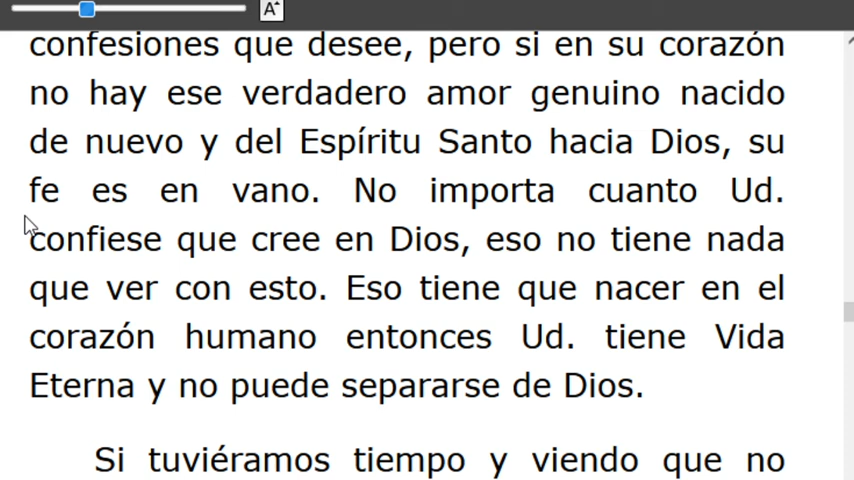 A
confesiones que desee, pero si en su corazón
no hay ese verdadero amor genuino nacido
de nuevo y del Espíritu Santo hacia Dios, su
fe es en vano. No importa cuanto Ud.
confiese que cree en Dios, eso no tiene nada
que ver con esto. Eso tiene que nacer en el
corazón humano entonces Ud. tiene Vida
Eterna y no puede separarse de Dios.
Si tuviéramos tiempo y viendo que no